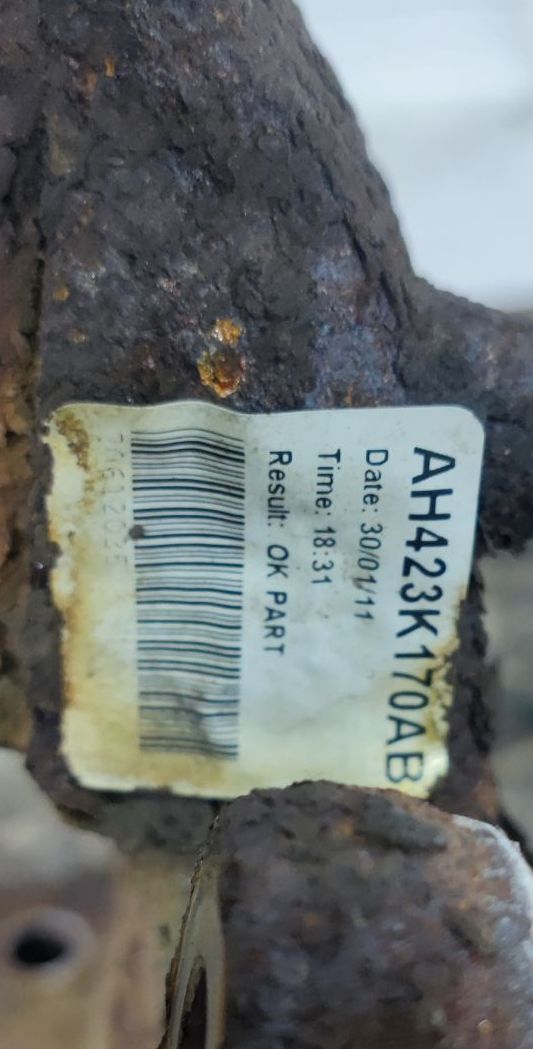 AH423K170AB
Date: 30/01/11
Time: 18:31
Result: OK PART